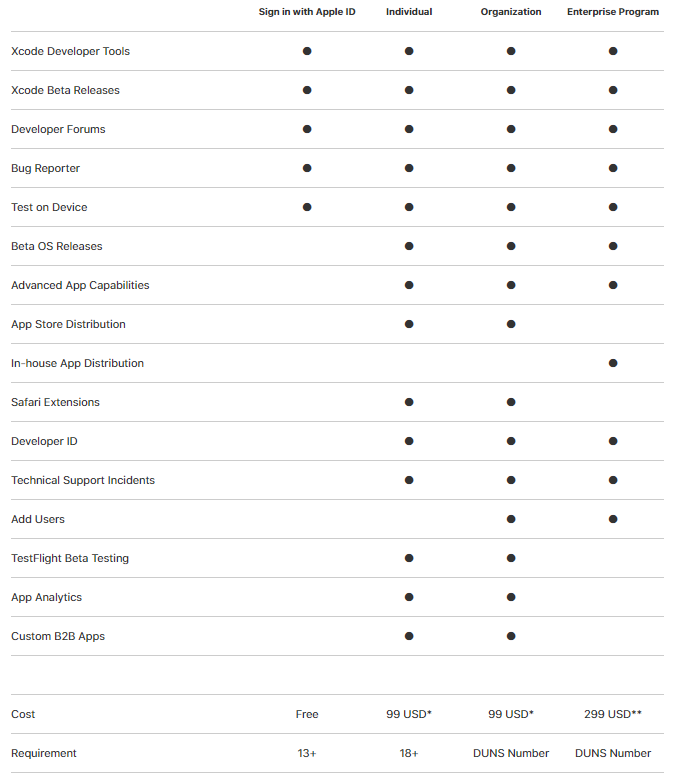 Sign in with Apple ID Individual Organization Enterprise Program
Xcode Developer Tools ● ● ● ●
Xcode Beta Releases ● ● ● ●
Developer Forums ● ● ● ●
Bug Reporter ● ● ● ●
Test on Device ● ● ● ●
Beta OS Releases ● ● ●
Advanced App Capabilities ● ● ●
App Store Distribution ● ●
In-house App Distribution ●
Safari Extensions ● ●
Developer ID ● ● ●
Technical Support Incidents ● ● ●
Add Users ● ●
TestFlight Beta Testing ● ●
App Analytics ● ●
Custom B2B Apps ● ●
Cost Free 99 USD* 99 USD* 299 USD**
Requirement 13+ 18+ DUNS Number DUNS Number